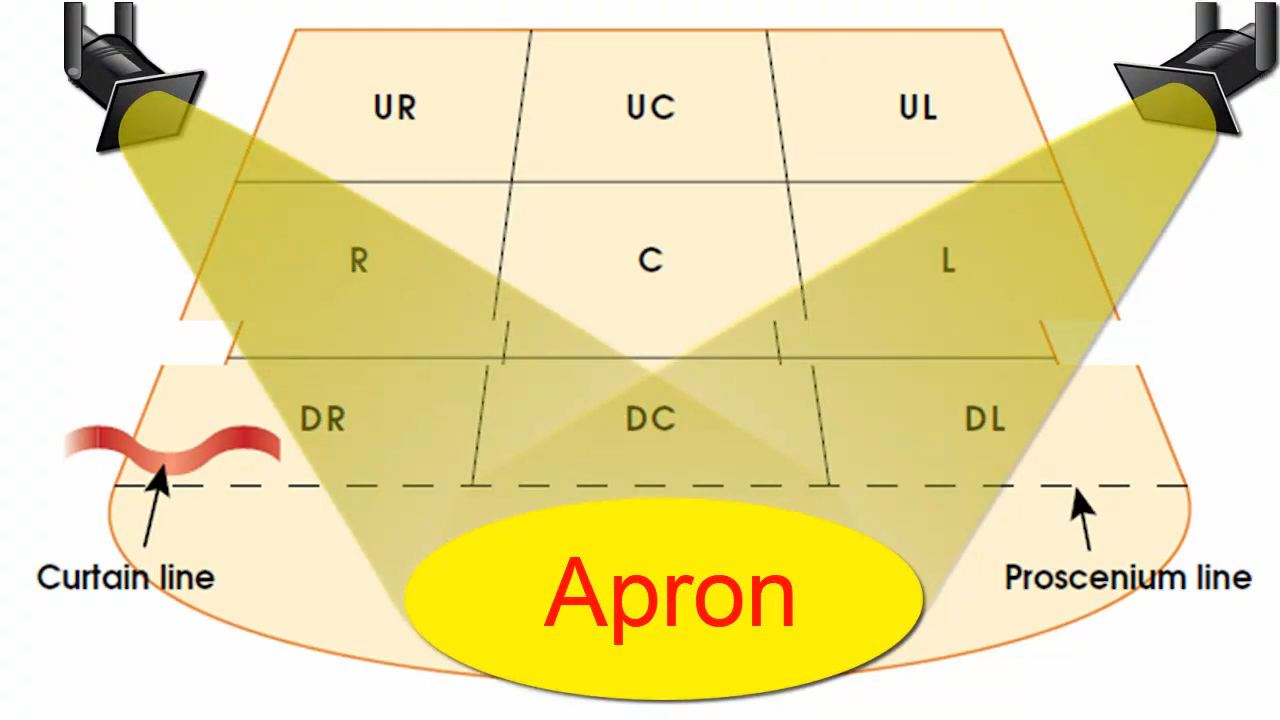 UR UC UL
R C L
DR DC DL
Curtain line
Apron
Proscenium line